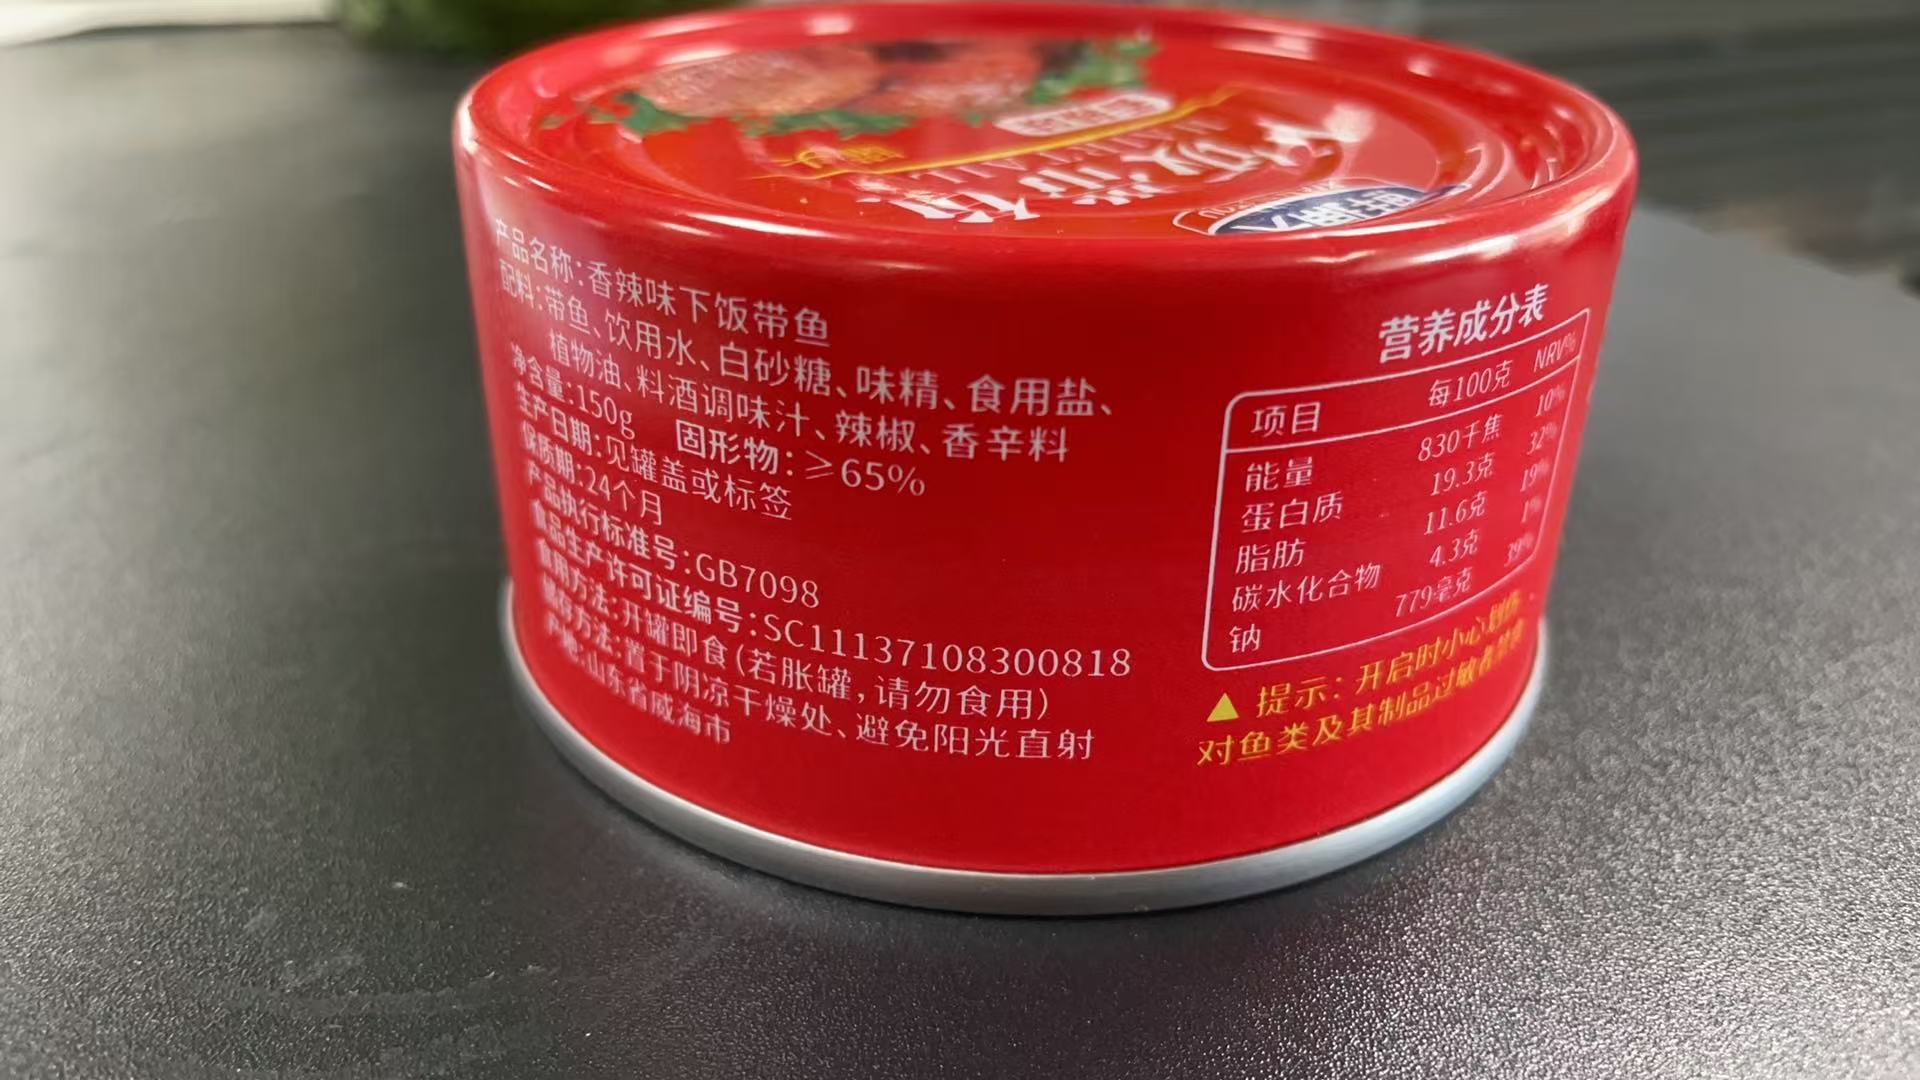 下饭带鱼
产品名称:香辣味下饭带鱼
配料:带鱼、饮用水、白砂糖、味精、食用盐、
植物油、料酒调味汁、辣椒、香辛料
净含量:150g 固形物:≥65%
生产日期:见罐盖或标签
保质期:24个月
产品执行标准号:GB7098
食品生产许可证编号:SC11137108300818
食用方法:开罐即食(若胀罐,请勿食用)
储存方法:置于阴凉干燥处、避免阳光直射
产地:山东省威海市
营养成分表
项目 每100克 NRV%
能量 830千焦 10%
蛋白质 19.3克 32%
脂肪 11.6克 19%
碳水化合物 4.3克 1%
钠 779毫克 39%
▲ 提示:开启时小心划伤
对鱼类及其制品过敏者禁食